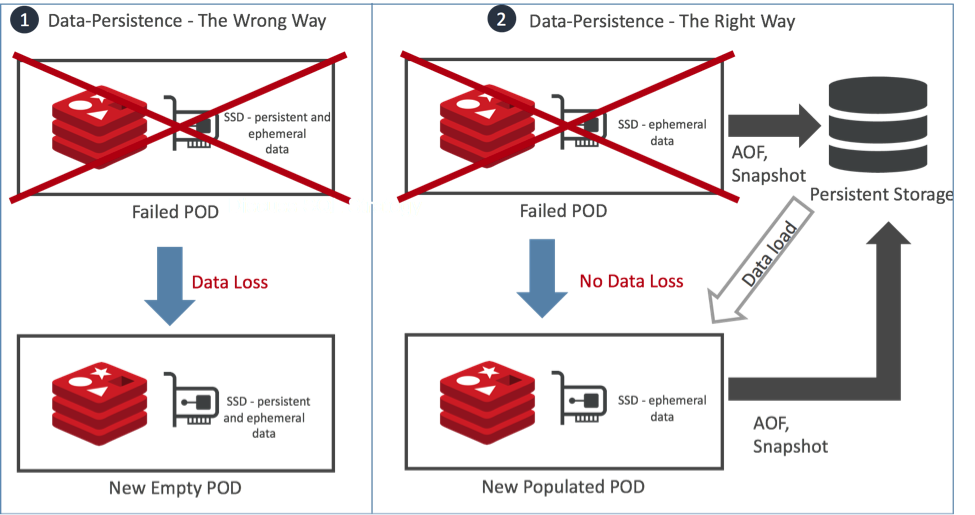 1 Data-Persistence - The Wrong Way
SSD - persistent and
ephemeral
data
Failed POD
Data Loss
SSD - persistent
and ephemeral
data
New Empty POD
2 Data-Persistence - The Right Way
SSD - ephemeral
data
Failed POD
AOF,
Snapshot
Persistent Storage
No Data Loss
Data load
SSD - ephemeral
data
New Populated POD
AOF,
Snapshot